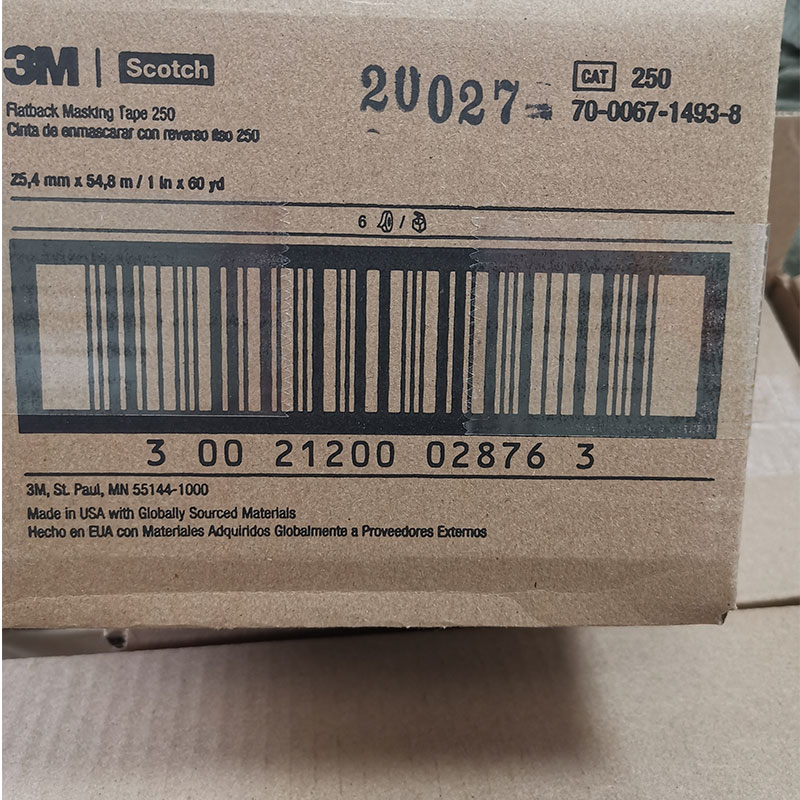 3M | Scotch
20027-
CAT 250
70-0067-1493-8
Flatback Masking Tape 250
Cinta de enmascarar con reverso liso 250
25,4 mm x 54,8 m / 1 in x 60 yd
6 /
3 00 21200 02876 3
3M, St. Paul, MN 55144-1000
Made in USA with Globally Sourced Materials
Hecho en EUA con Materiales Adquiridos Globalmente a Proveedores Externos